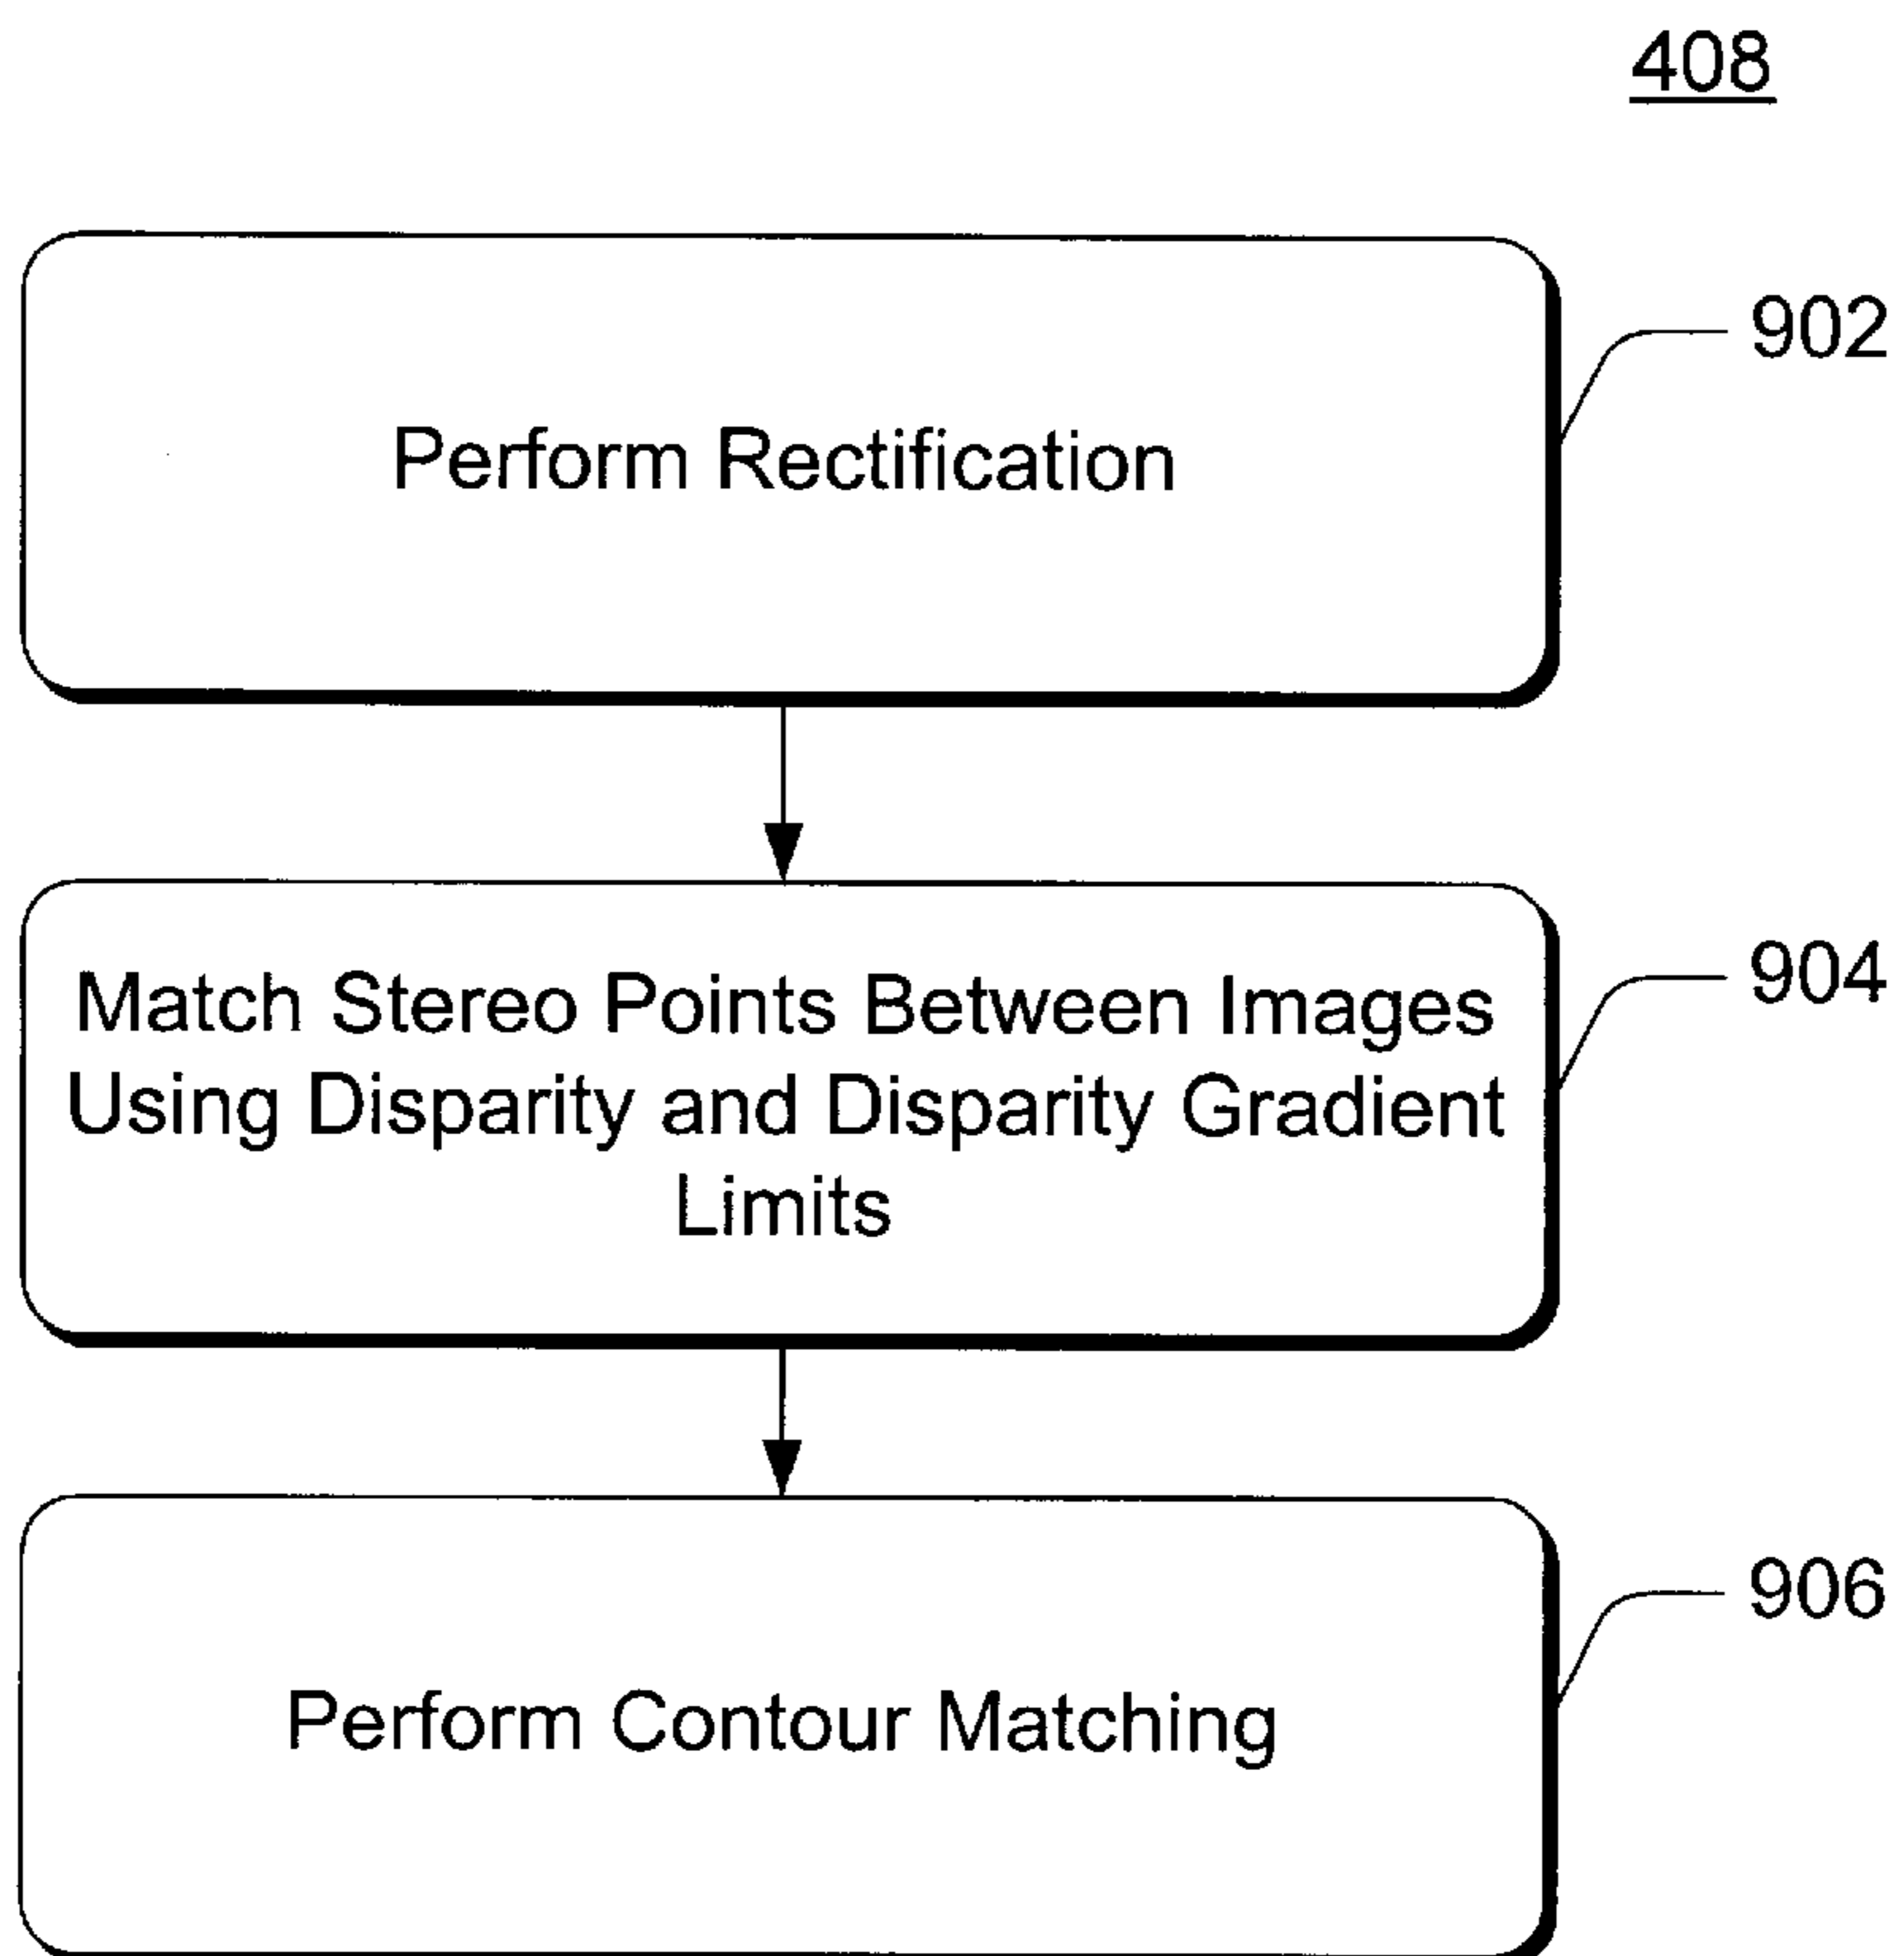 408
902
Perform Rectification
904
Match Stereo Points Between Images
Using Disparity and Disparity Gradient
Limits
906
Perform Contour Matching